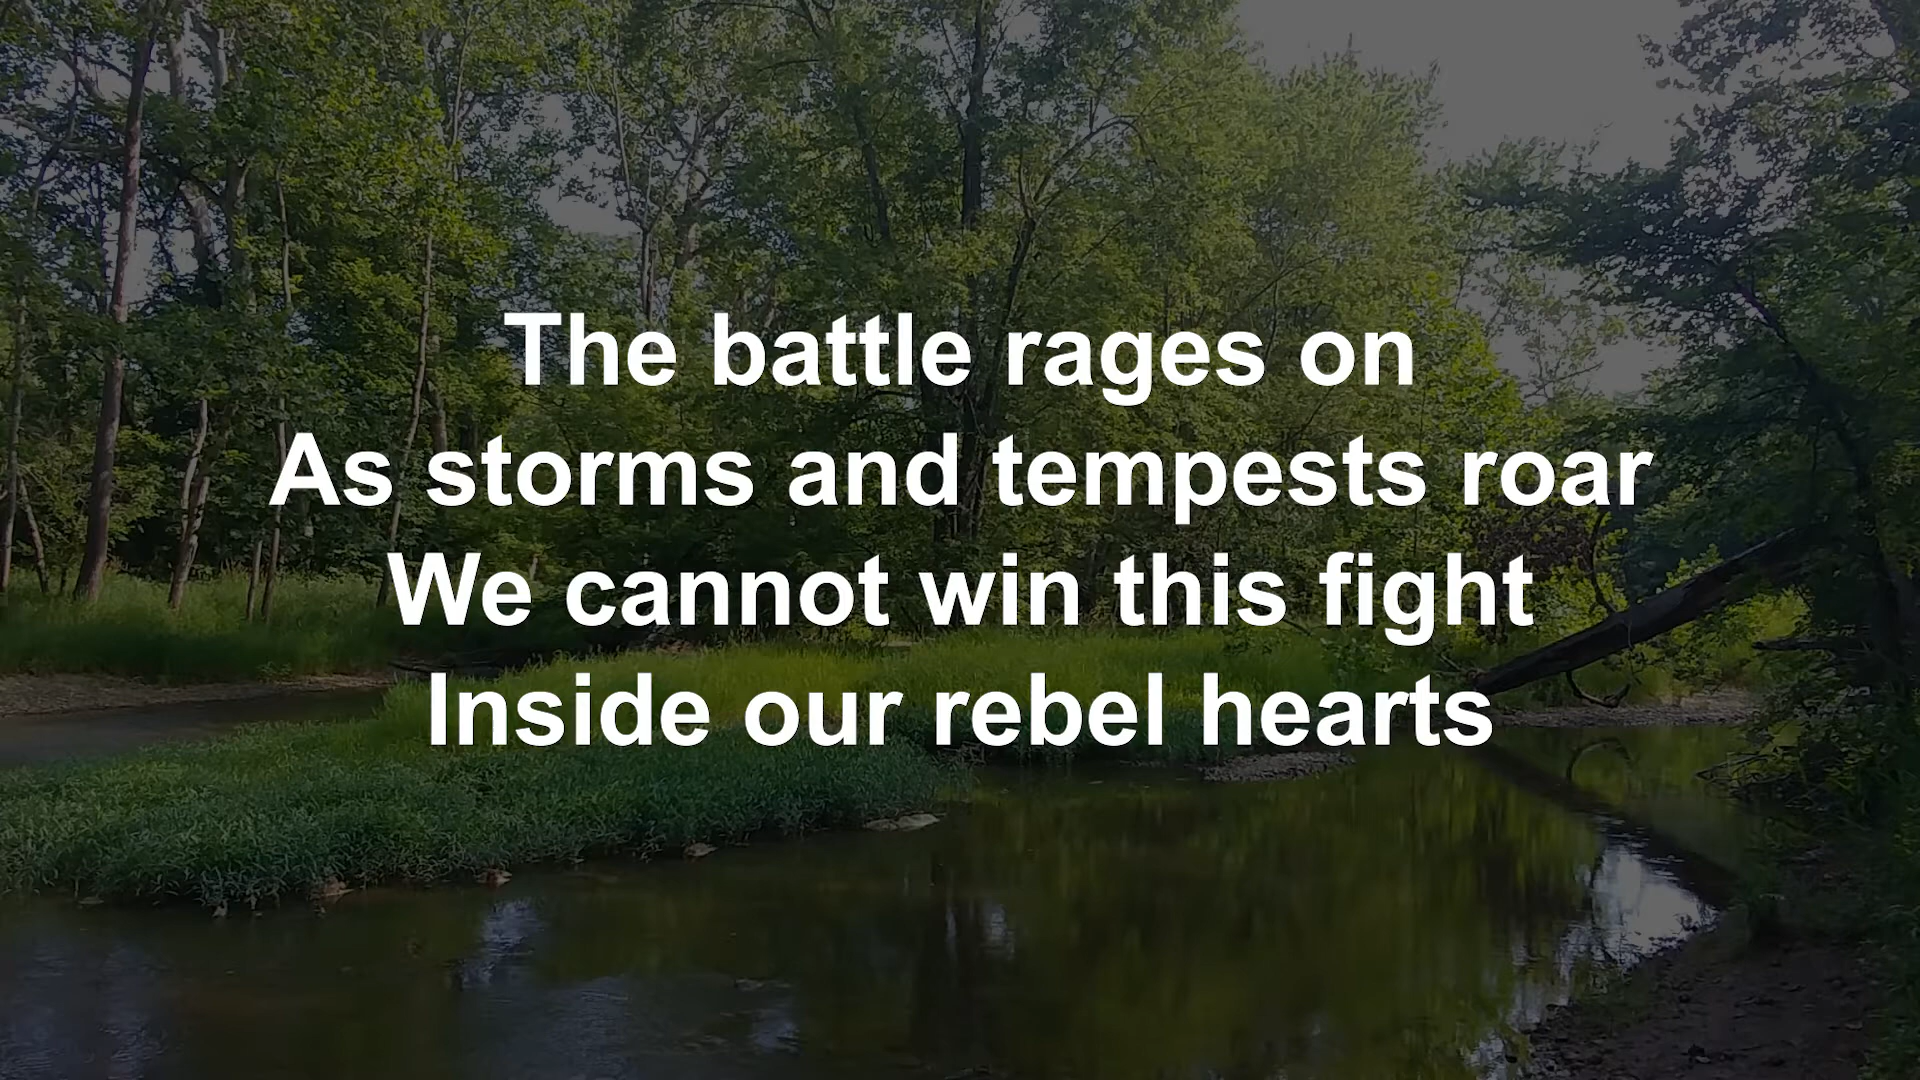 The battle rages on
As storms and tempests roar
We cannot win this fight
Inside our rebel hearts